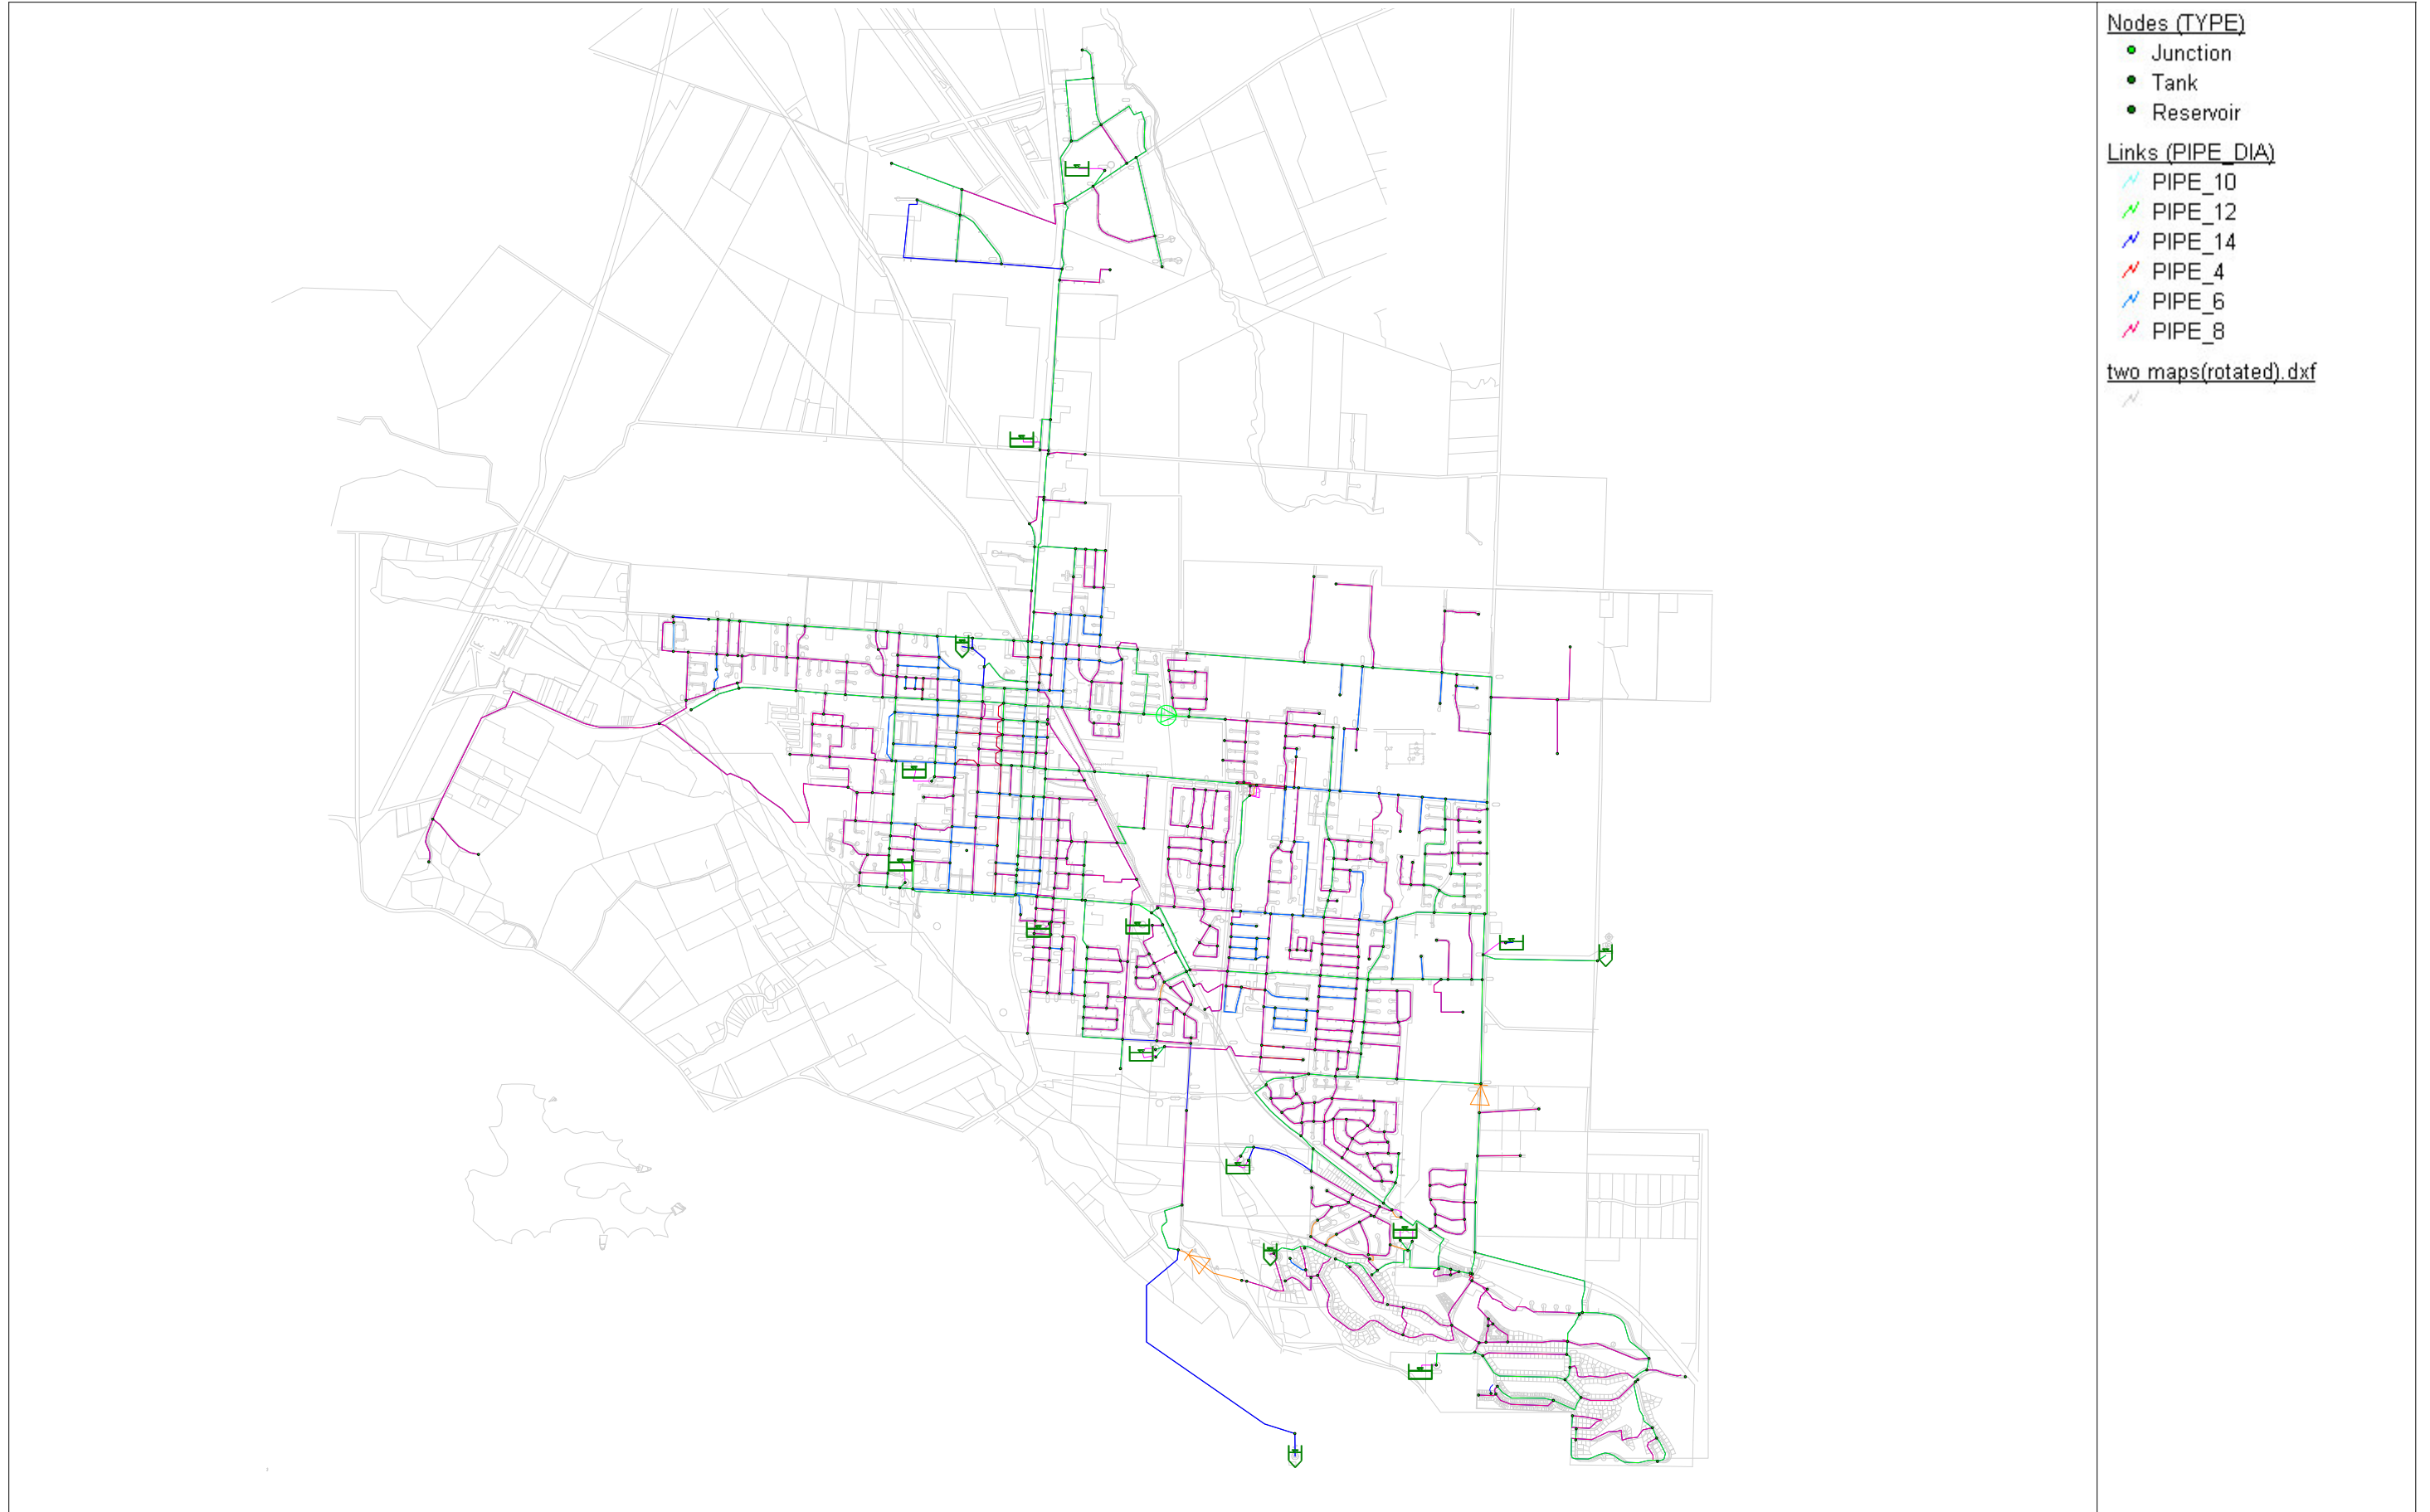 Nodes (TYPE)
Junction
Tank
Reservoir
Links (PIPE_DIA)
PIPE_10
PIPE_12
PIPE_14
PIPE_4
PIPE_6
PIPE_8
two maps(rotated).dxf